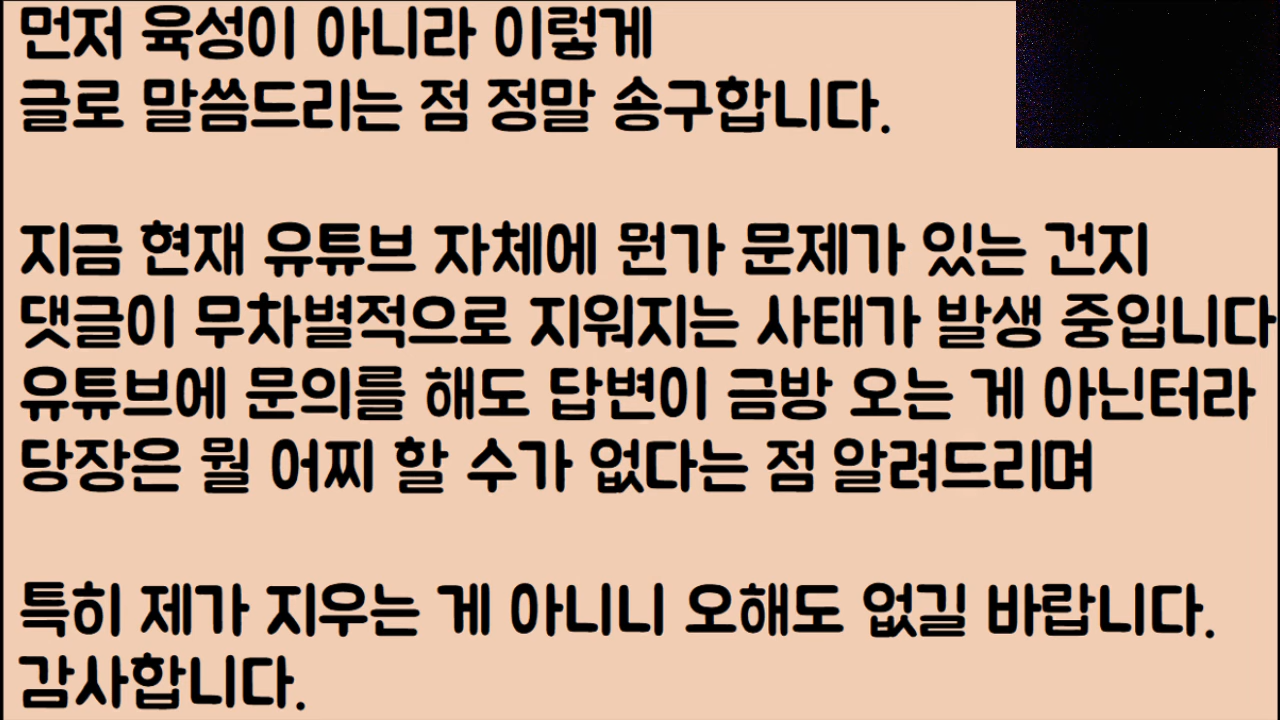 먼저 육성이 아니라 이렇게
글로 말씀드리는 점 정말 송구합니다.
지금 현재 유튜브 자체에 뭔가 문제가 있는 건지
댓글이 무차별적으로 지워지는 사태가 발생 중입니다
유튜브에 문의를 해도 답변이 금방 오는 게 아닌터라
당장은 뭘 어찌 할 수가 없다는 점 알려드리며
특히 제가 지우는 게 아니니 오해도 없길 바랍니다.
감사합니다.